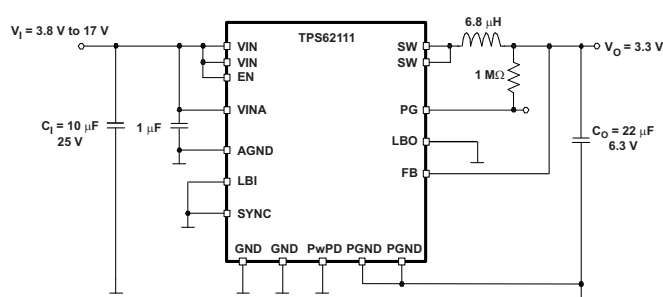 V_I = 3.8 V to 17 V
TPS62111
6.8 μH
V_O = 3.3 V
VIN
VIN
EN
SW
SW
1 MΩ
VINA
PG
C_I = 10 μF
25 V
1 μF
AGND
LBO
C_O = 22 μF
6.3 V
LBI
FB
SYNC
GND
GND
PwPD
PGND
PGND